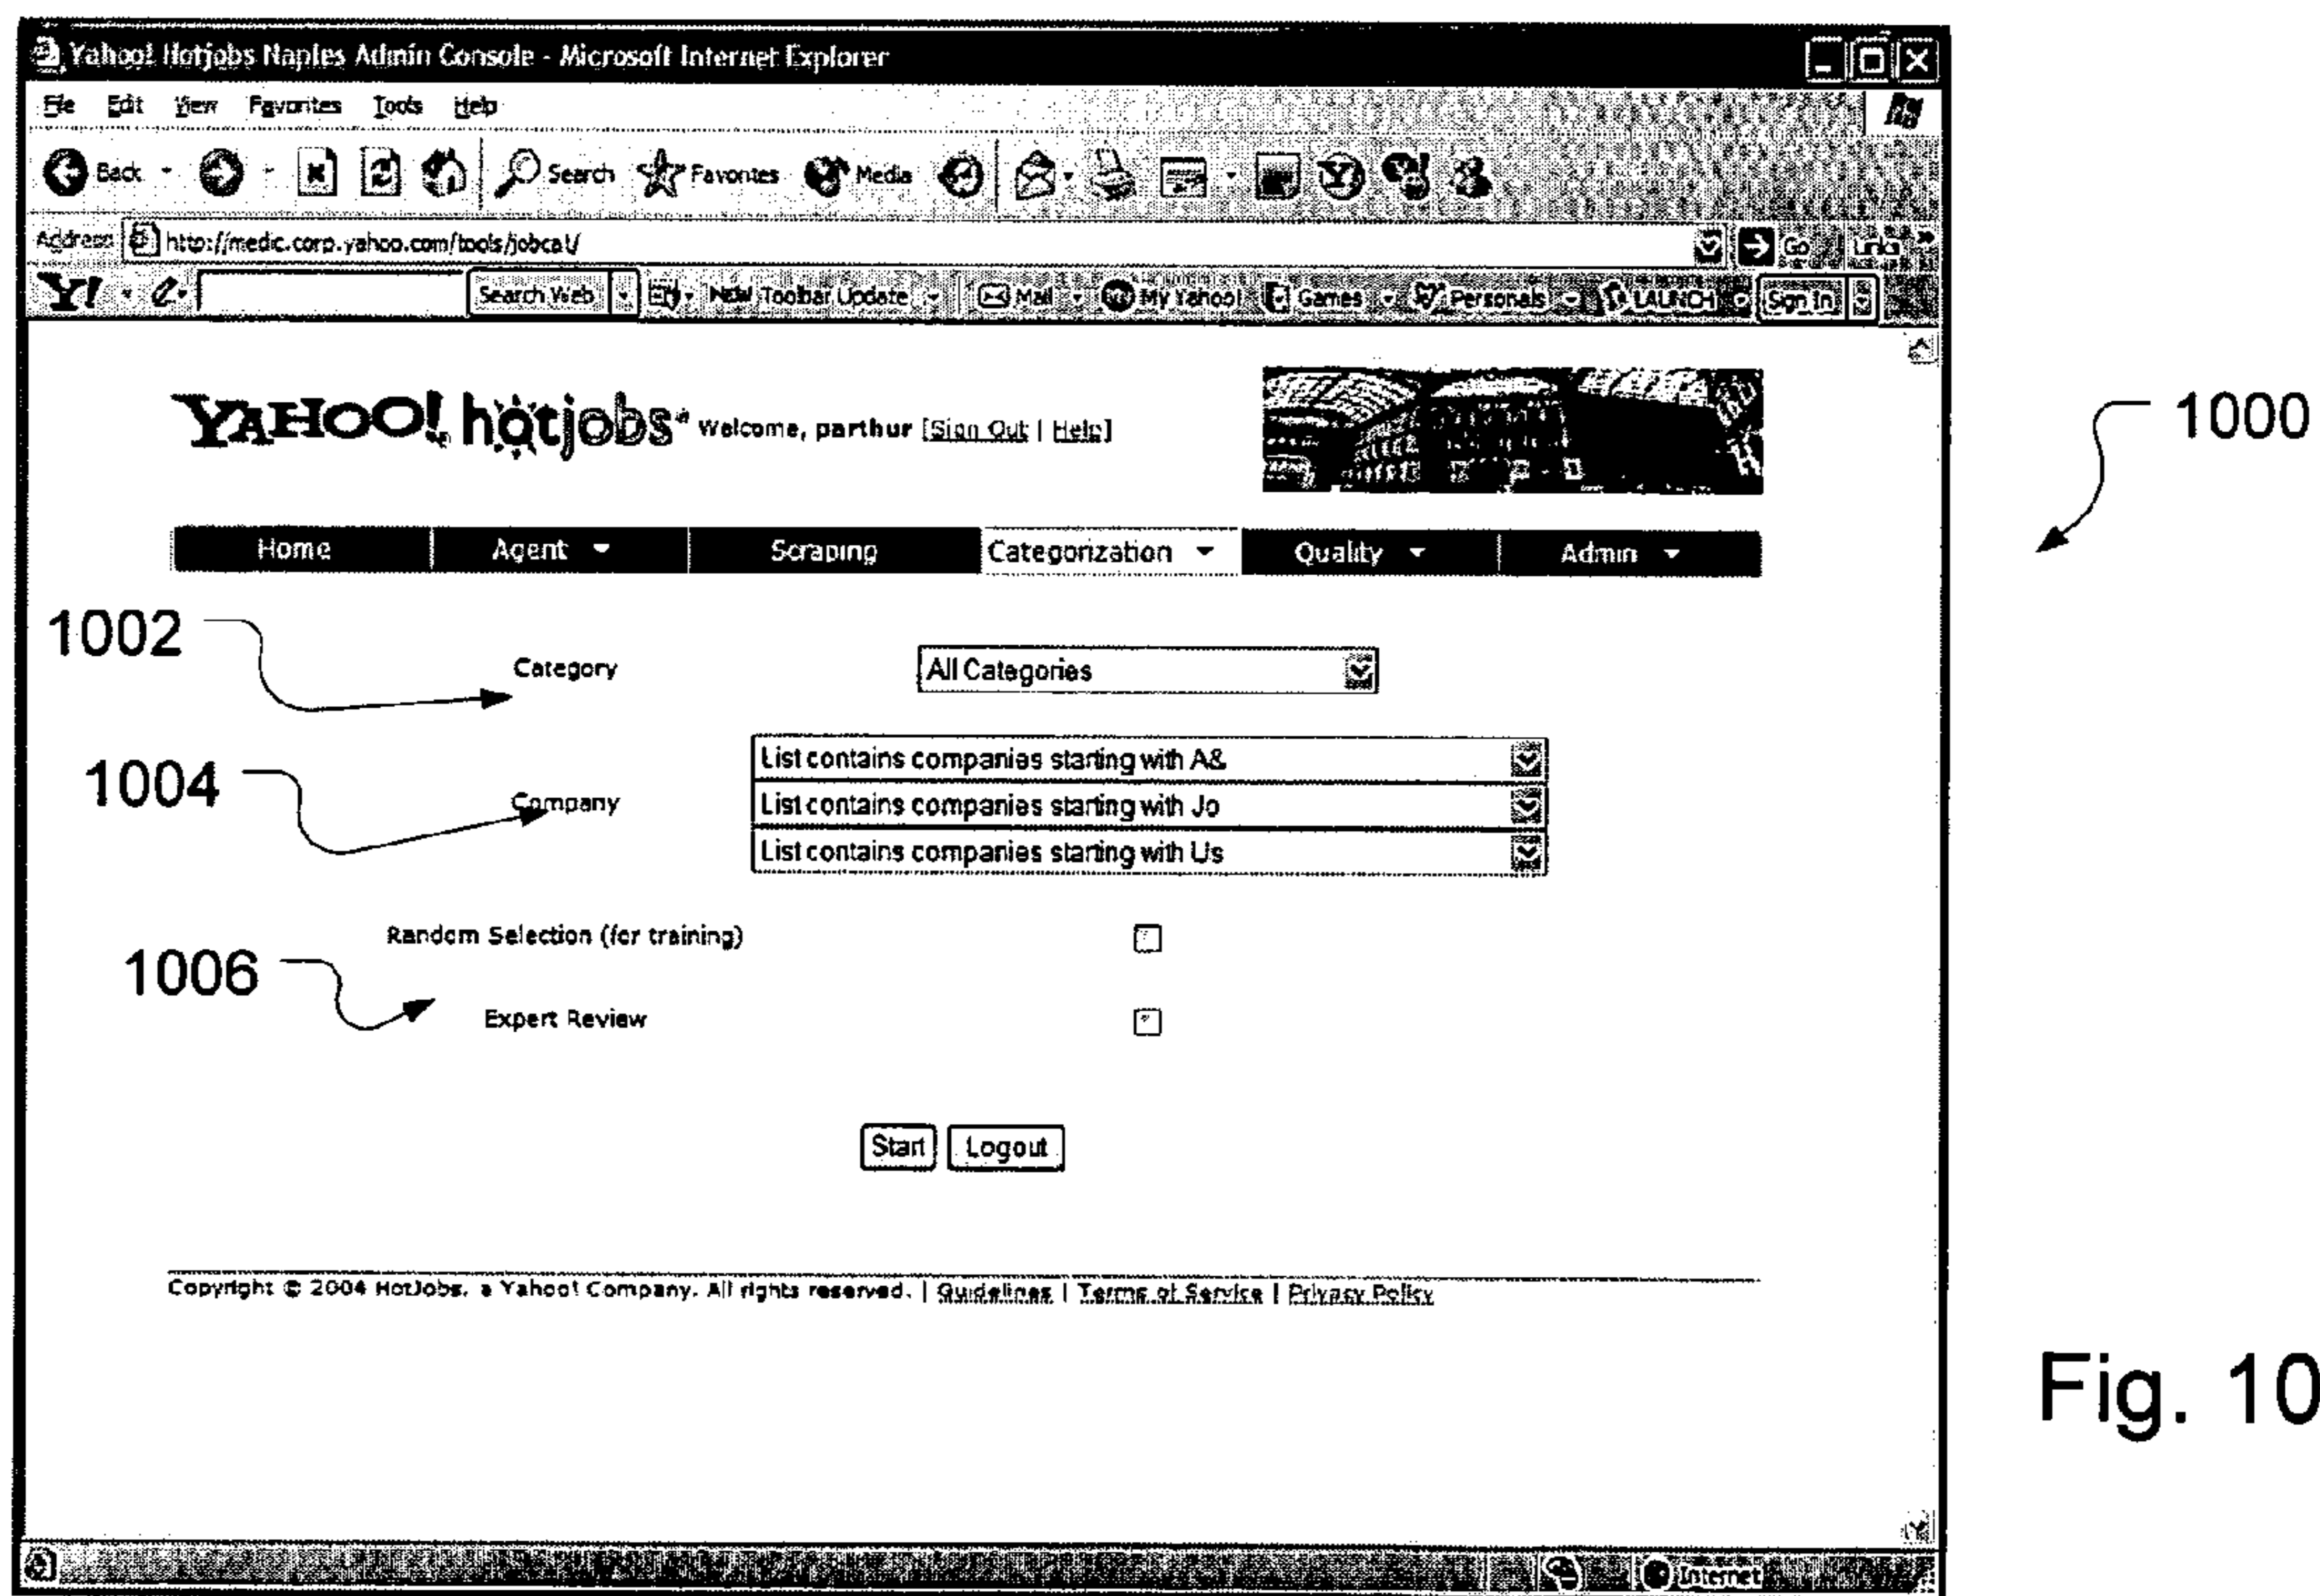 Yahoo! Hotjobs Naples Admin Console - Microsoft Internet Explorer
File Edit View Favorites Tools Help
Back Search Favorites Media
Address http://medic.corp.yahoo.com/tools/jobcat/ Go Links
Y! Search Web NEW Toolbar Update Mail My Yahoo! Games Personals LAUNCH Sign In
YAHOO! hotjobs Welcome, parthur [Sign Out | Help]
1000
Home Agent Scraping Categorization Quality Admin
1002
Category All Categories
List contains companies starting with A&
1004
Company List contains companies starting with Jo
List contains companies starting with Us
Random Selection (for training)
1006
Expert Review
Start Logout
Copyright © 2004 HotJobs, a Yahoo! Company. All rights reserved. | Guidelines | Terms of Service | Privacy Policy
Fig. 10
Internet